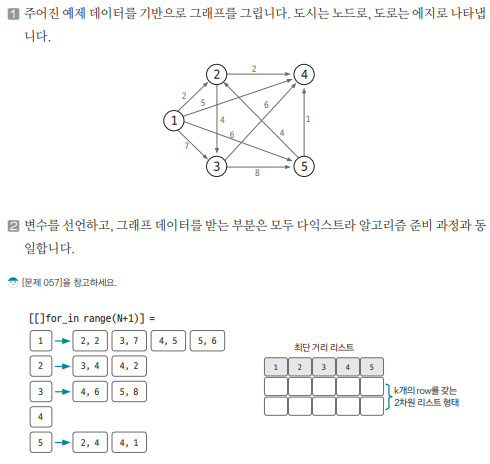 1 주어진 예제 데이터를 기반으로 그래프를 그립니다. 도시는 노드로, 도로는 에지로 나타냅
니다.
2 2 4
2 5
1 4 6 1
6 4
7
3 8 5
2 변수를 선언하고, 그래프 데이터를 받는 부분은 모두 다익스트라 알고리즘 준비 과정과 동
일합니다.
[문제 057]을 참고하세요.
[[]for_in range(N+1)] =
1 2, 2 3, 7 4, 5 5, 6
2 3, 4 4, 2
3 4, 6 5, 8
4
5 2, 4 4, 1
최단 거리 리스트
1 2 3 4 5
k개의 row를 갖는
2차원 리스트 형태